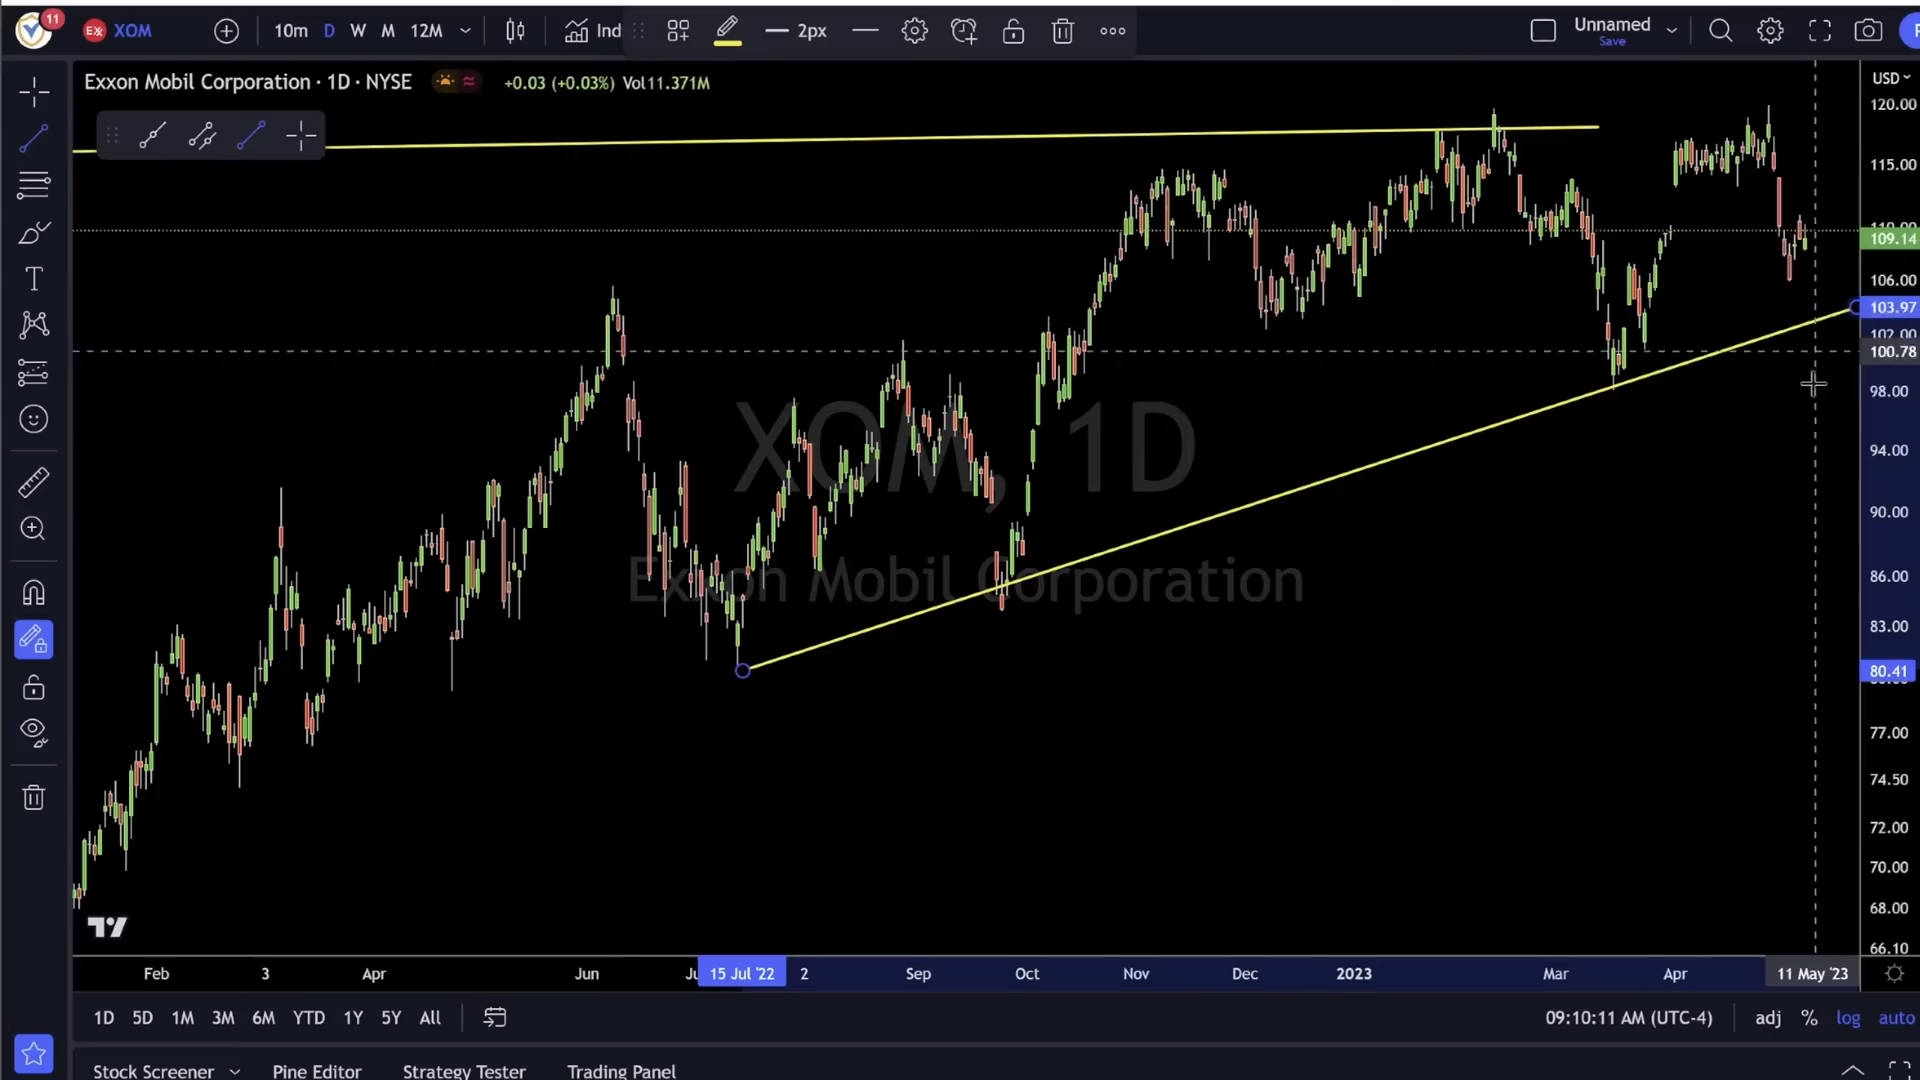 11
EX XOM
10m D W M 12M
Ind
2px
Unnamed
Save
Exxon Mobil Corporation · 1D · NYSE
+0.03 (+0.03%) Vol11.371M
USD
120.00
115.00
109.14
106.00
103.97
102.00
100.78
98.00
94.00
90.00
86.00
83.00
80.41
77.00
74.50
72.00
70.00
68.00
66.10
XOM, 1D
Exxon Mobil Corporation
Feb 3 Apr Jun 15 Jul '22 2 Sep Oct Nov Dec 2023 Mar Apr 11 May '23
1D 5D 1M 3M 6M YTD 1Y 5Y All
09:10:11 AM (UTC-4) adj % log auto
Stock Screener Pine Editor Strategy Tester Trading Panel